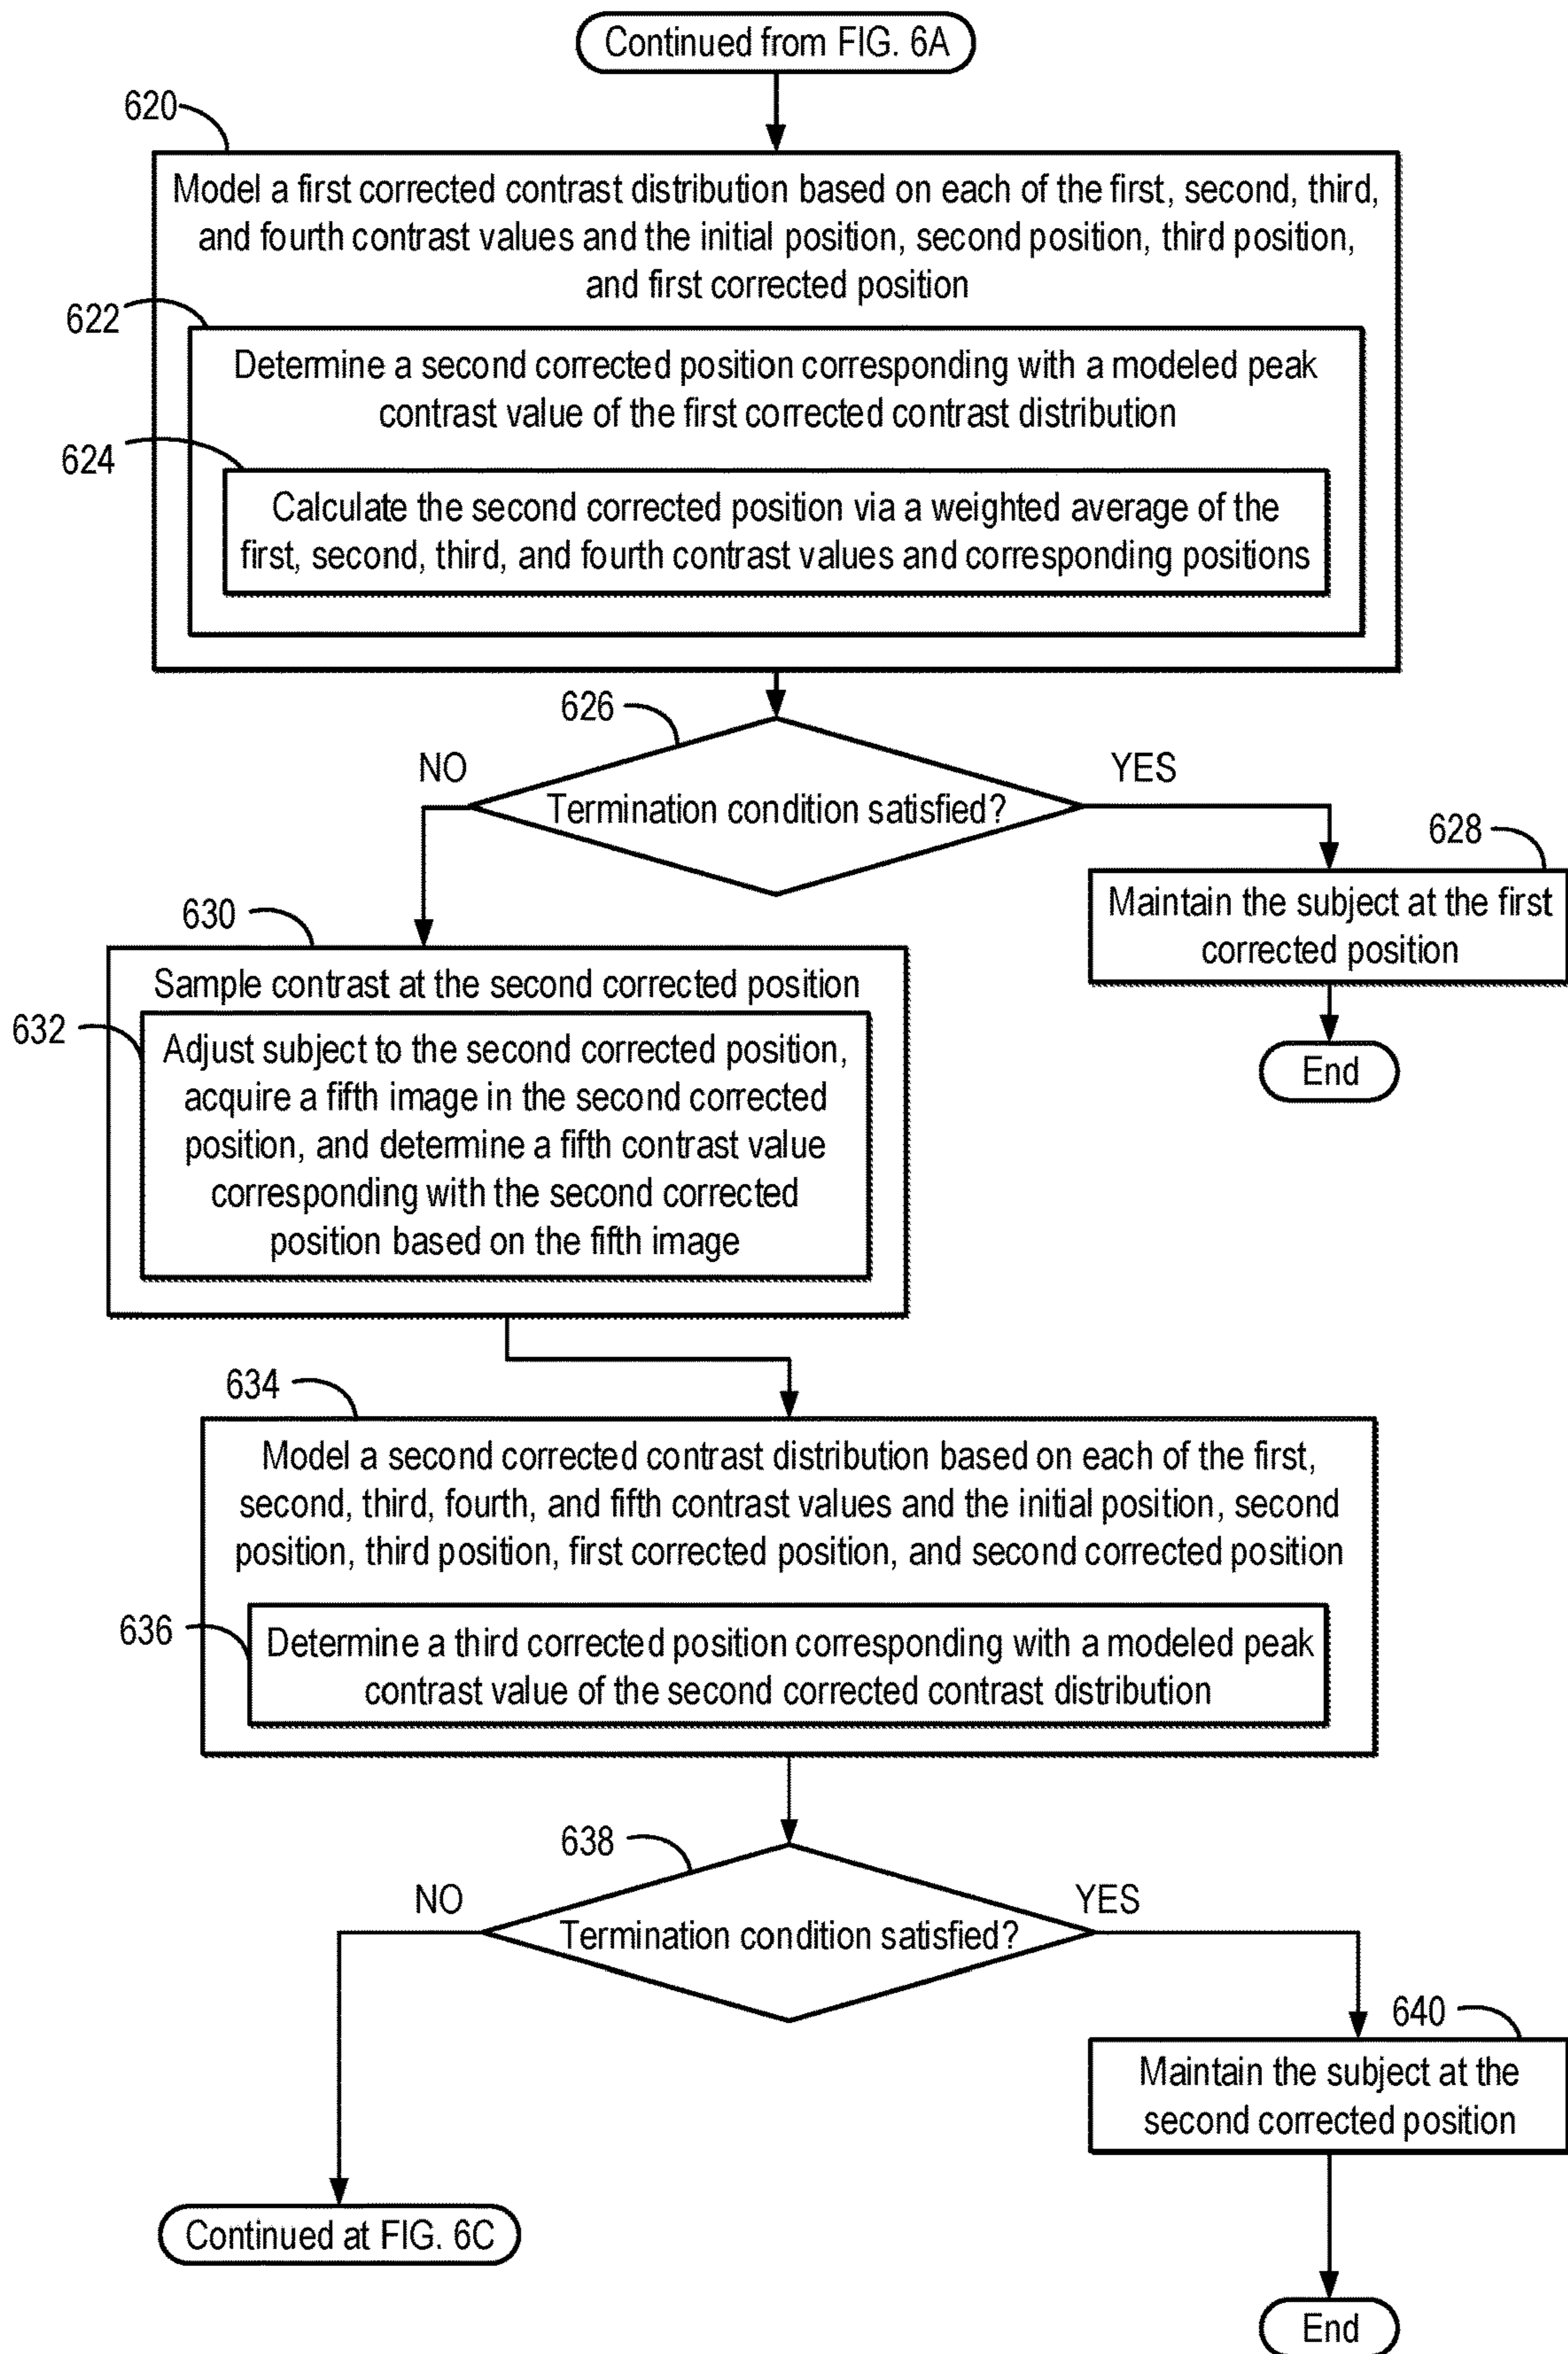 Continued from FIG. 6A
620
Model a first corrected contrast distribution based on each of the first, second, third,
and fourth contrast values and the initial position, second position, third position,
and first corrected position
622
Determine a second corrected position corresponding with a modeled peak
contrast value of the first corrected contrast distribution
624
Calculate the second corrected position via a weighted average of the
first, second, third, and fourth contrast values and corresponding positions
626
NO
YES
Termination condition satisfied?
628
Maintain the subject at the first
corrected position
End
630
Sample contrast at the second corrected position
632
Adjust subject to the second corrected position,
acquire a fifth image in the second corrected
position, and determine a fifth contrast value
corresponding with the second corrected
position based on the fifth image
634
Model a second corrected contrast distribution based on each of the first,
second, third, fourth, and fifth contrast values and the initial position, second
position, third position, first corrected position, and second corrected position
636
Determine a third corrected position corresponding with a modeled peak
contrast value of the second corrected contrast distribution
638
NO
YES
Termination condition satisfied?
640
Maintain the subject at the
second corrected position
Continued at FIG. 6C
End